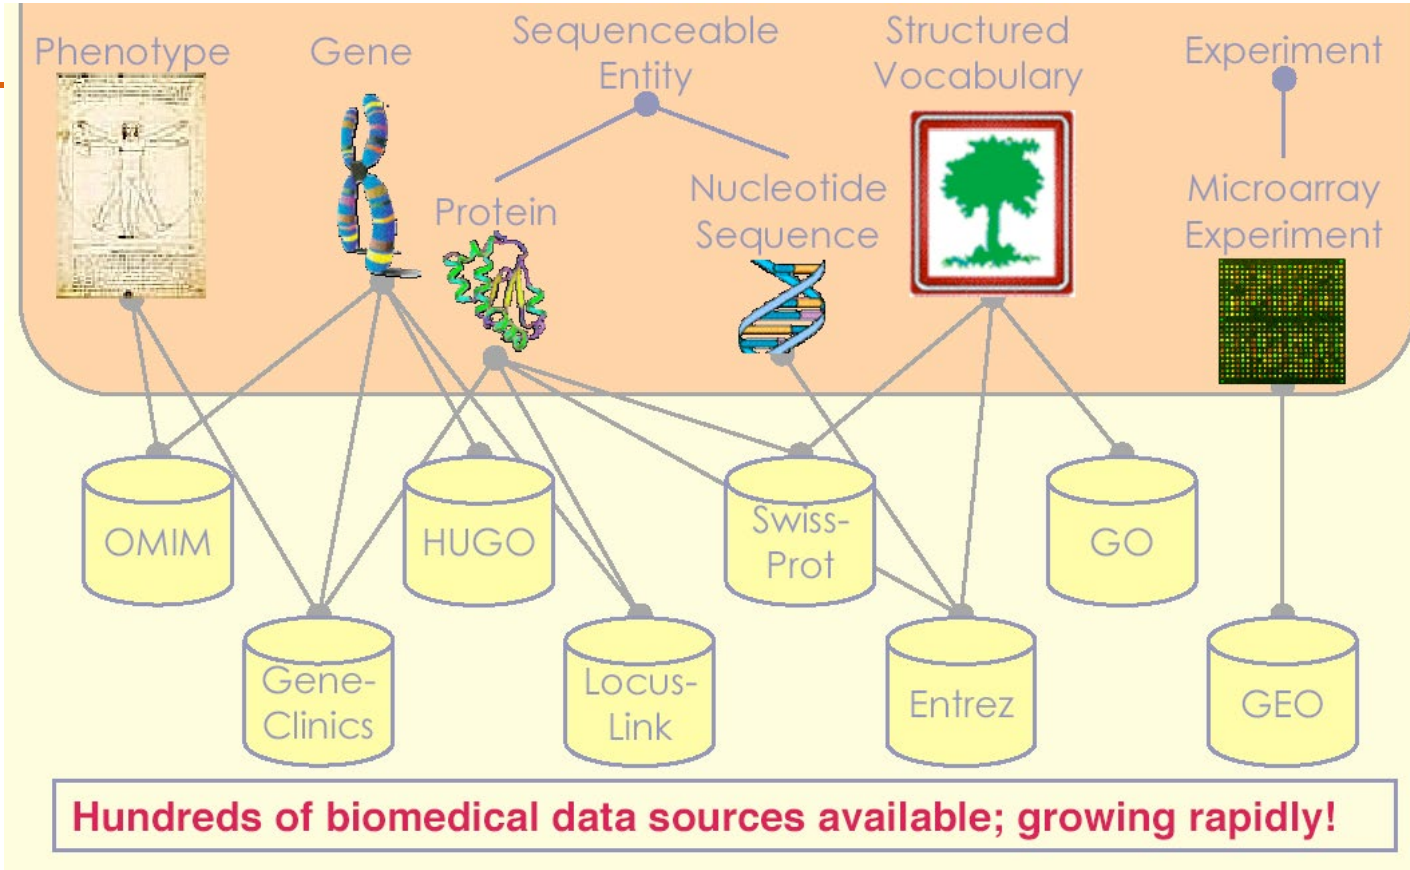 Phenotype
Gene
Sequenceable
Entity
Structured
Vocabulary
Experiment
Protein
Nucleotide
Sequence
Microarray
Experiment
OMIM
HUGO
Swiss-
Prot
GO
Gene-
Clinics
Locus-
Link
Entrez
GEO
Hundreds of biomedical data sources available; growing rapidly!